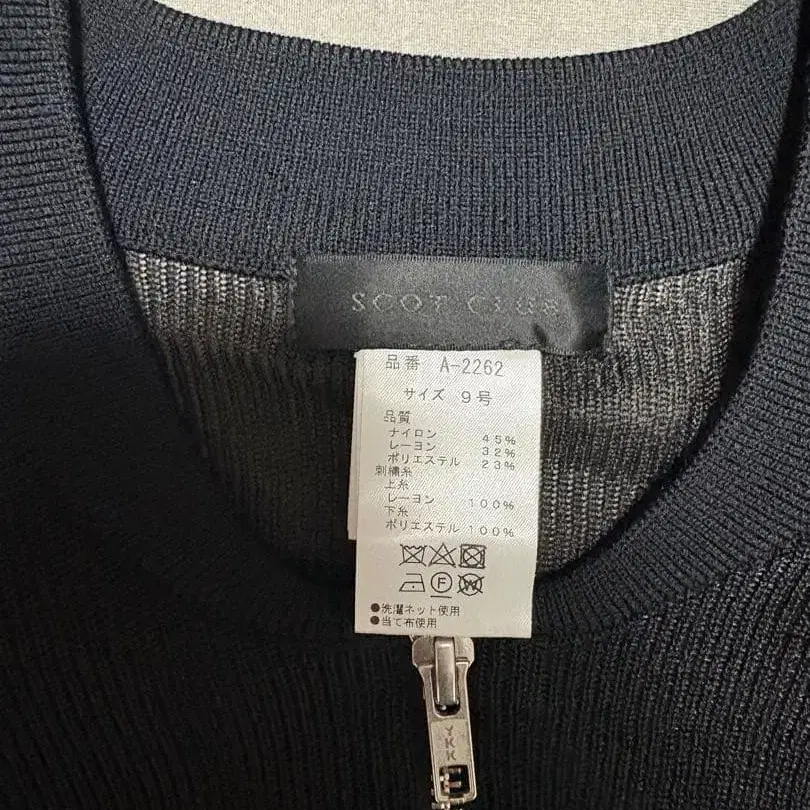 SCOT CLUB
品番 A-2262
サイズ 9号
品質
ナイロン 45%
レーヨン 32%
ポリエステル 23%
刺繍糸
上糸
レーヨン 100%
下糸
ポリエステル 100%
F W
●洗濯ネット使用
●当て布使用
YKK